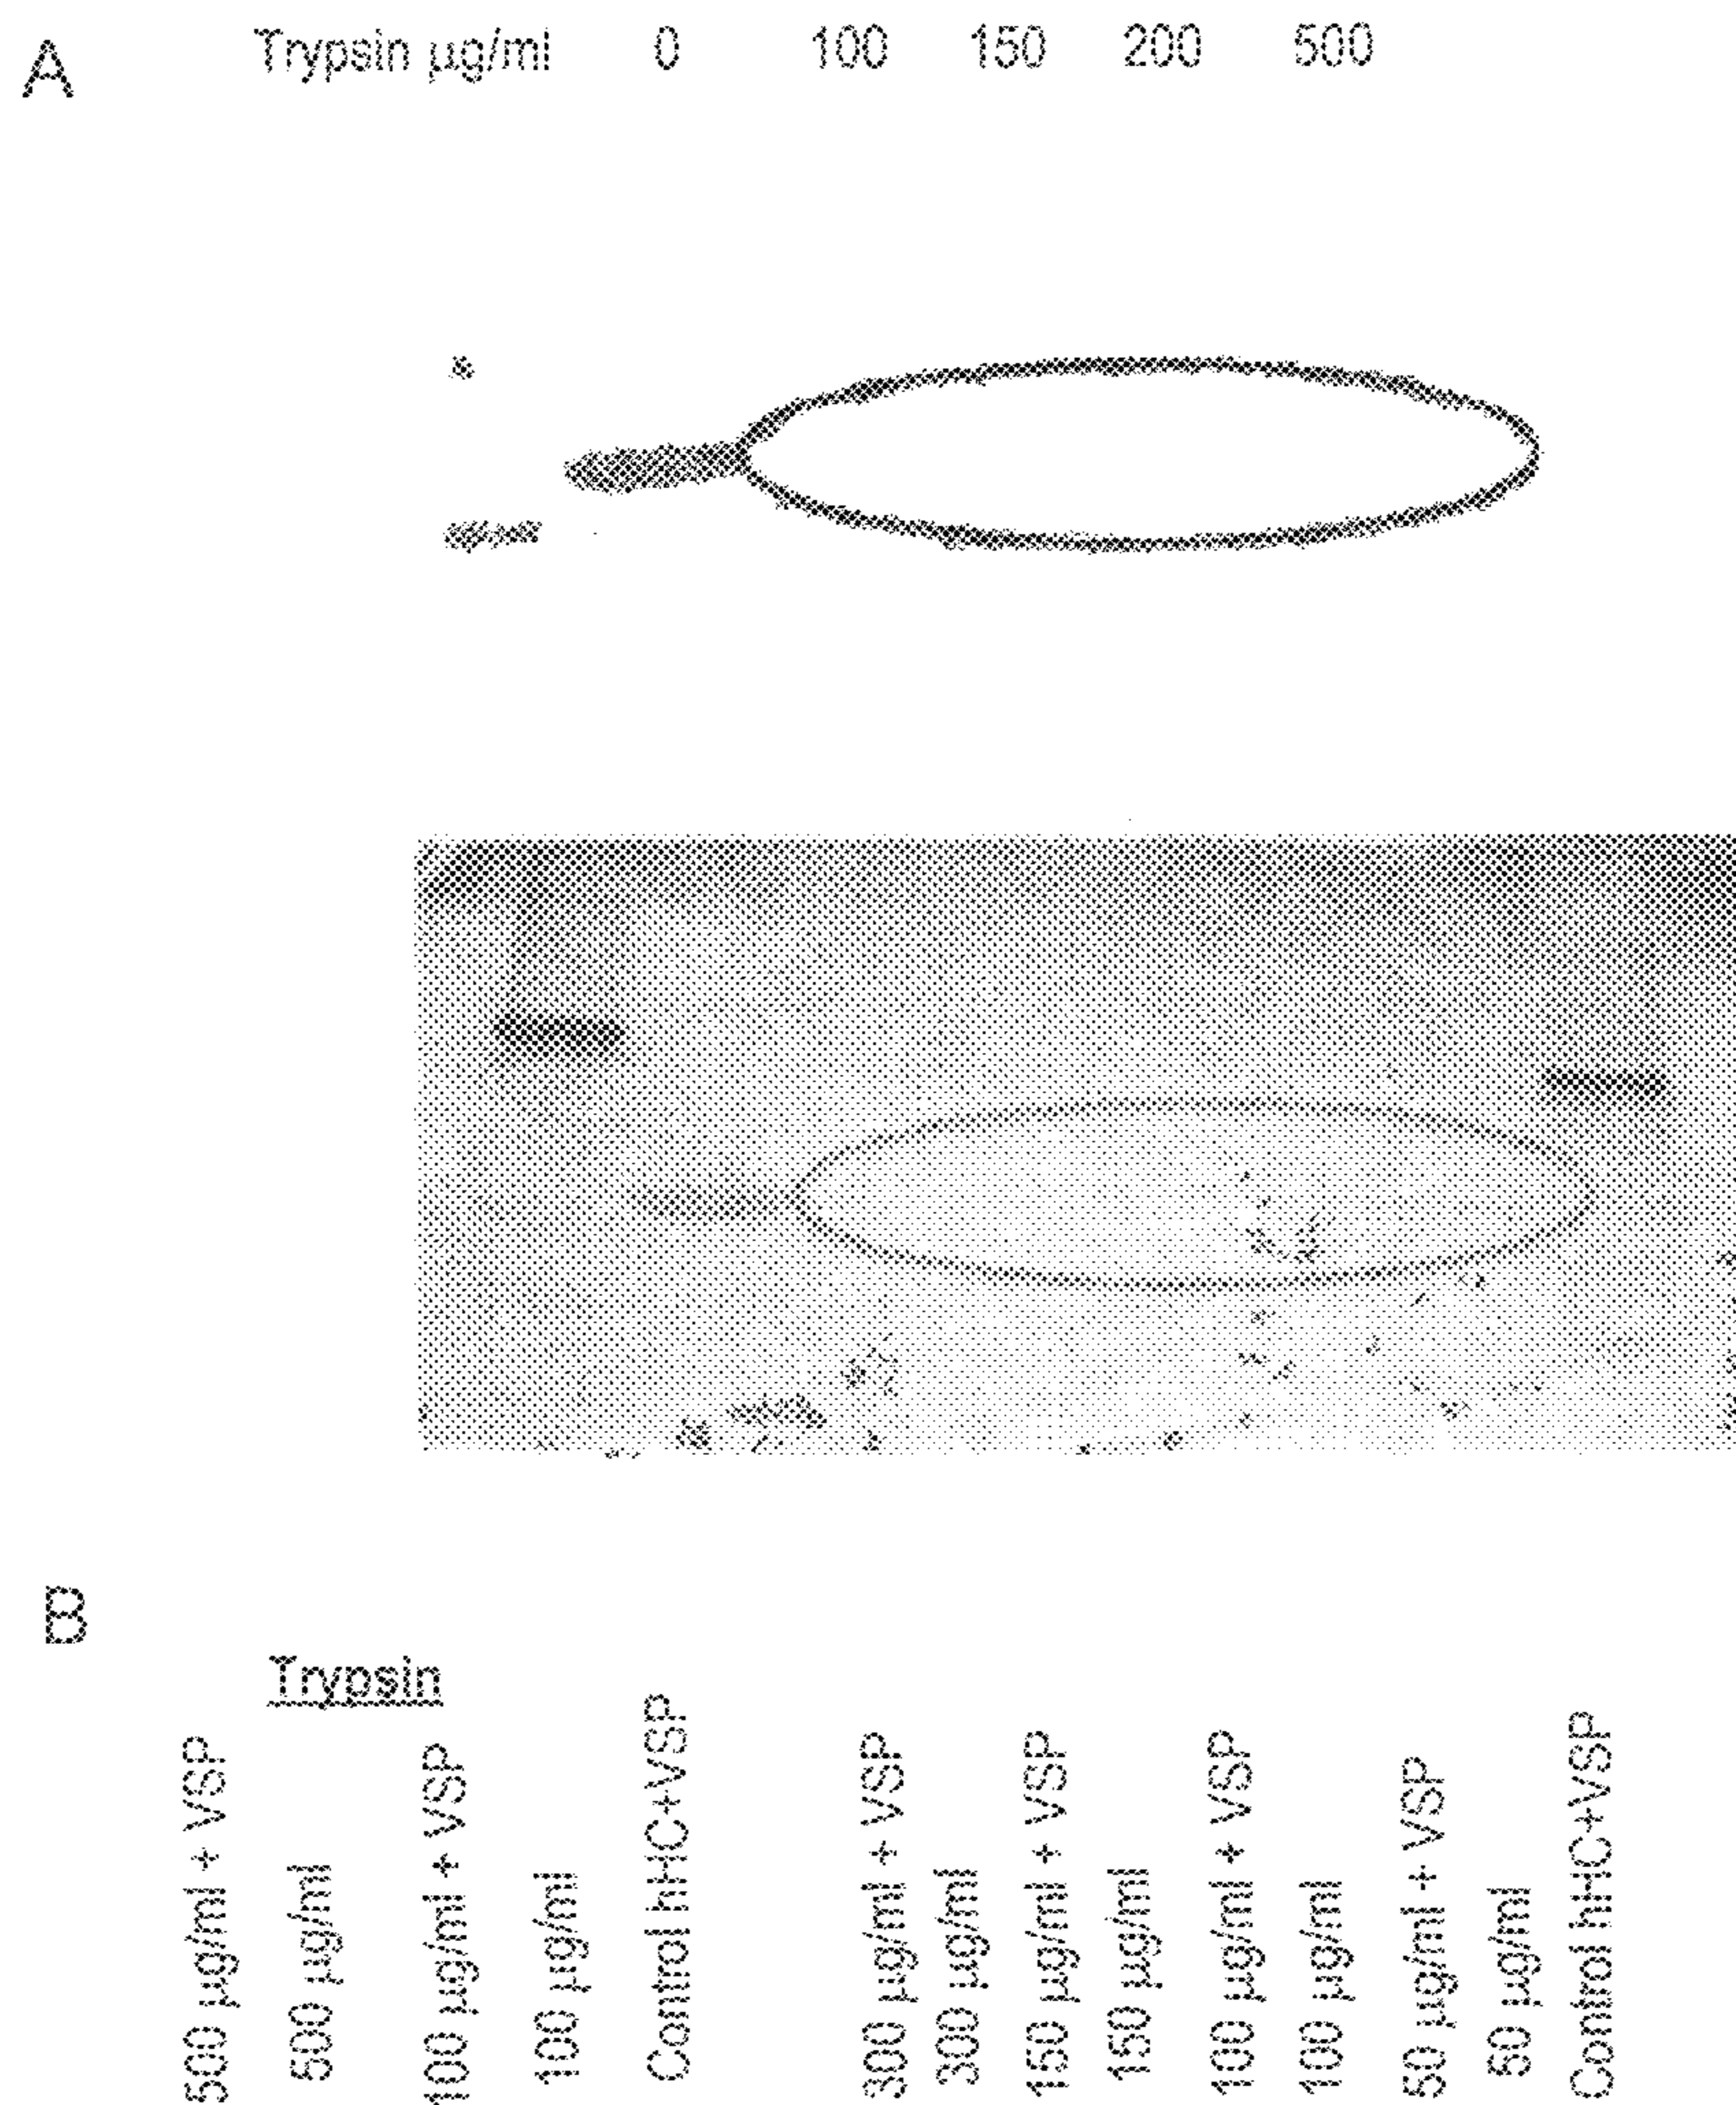 A
Trypsin µg/ml 0 100 150 200 500
B
Trypsin
500 µg/ml + VSP
500 µg/ml
100 µg/ml + VSP
100 µg/ml
Control hHC+VSP
300 µg/ml + VSP
300 µg/ml
150 µg/ml + VSP
150 µg/ml
100 µg/ml + VSP
100 µg/ml
50 µg/ml + VSP
50 µg/ml
Control hHC+VSP